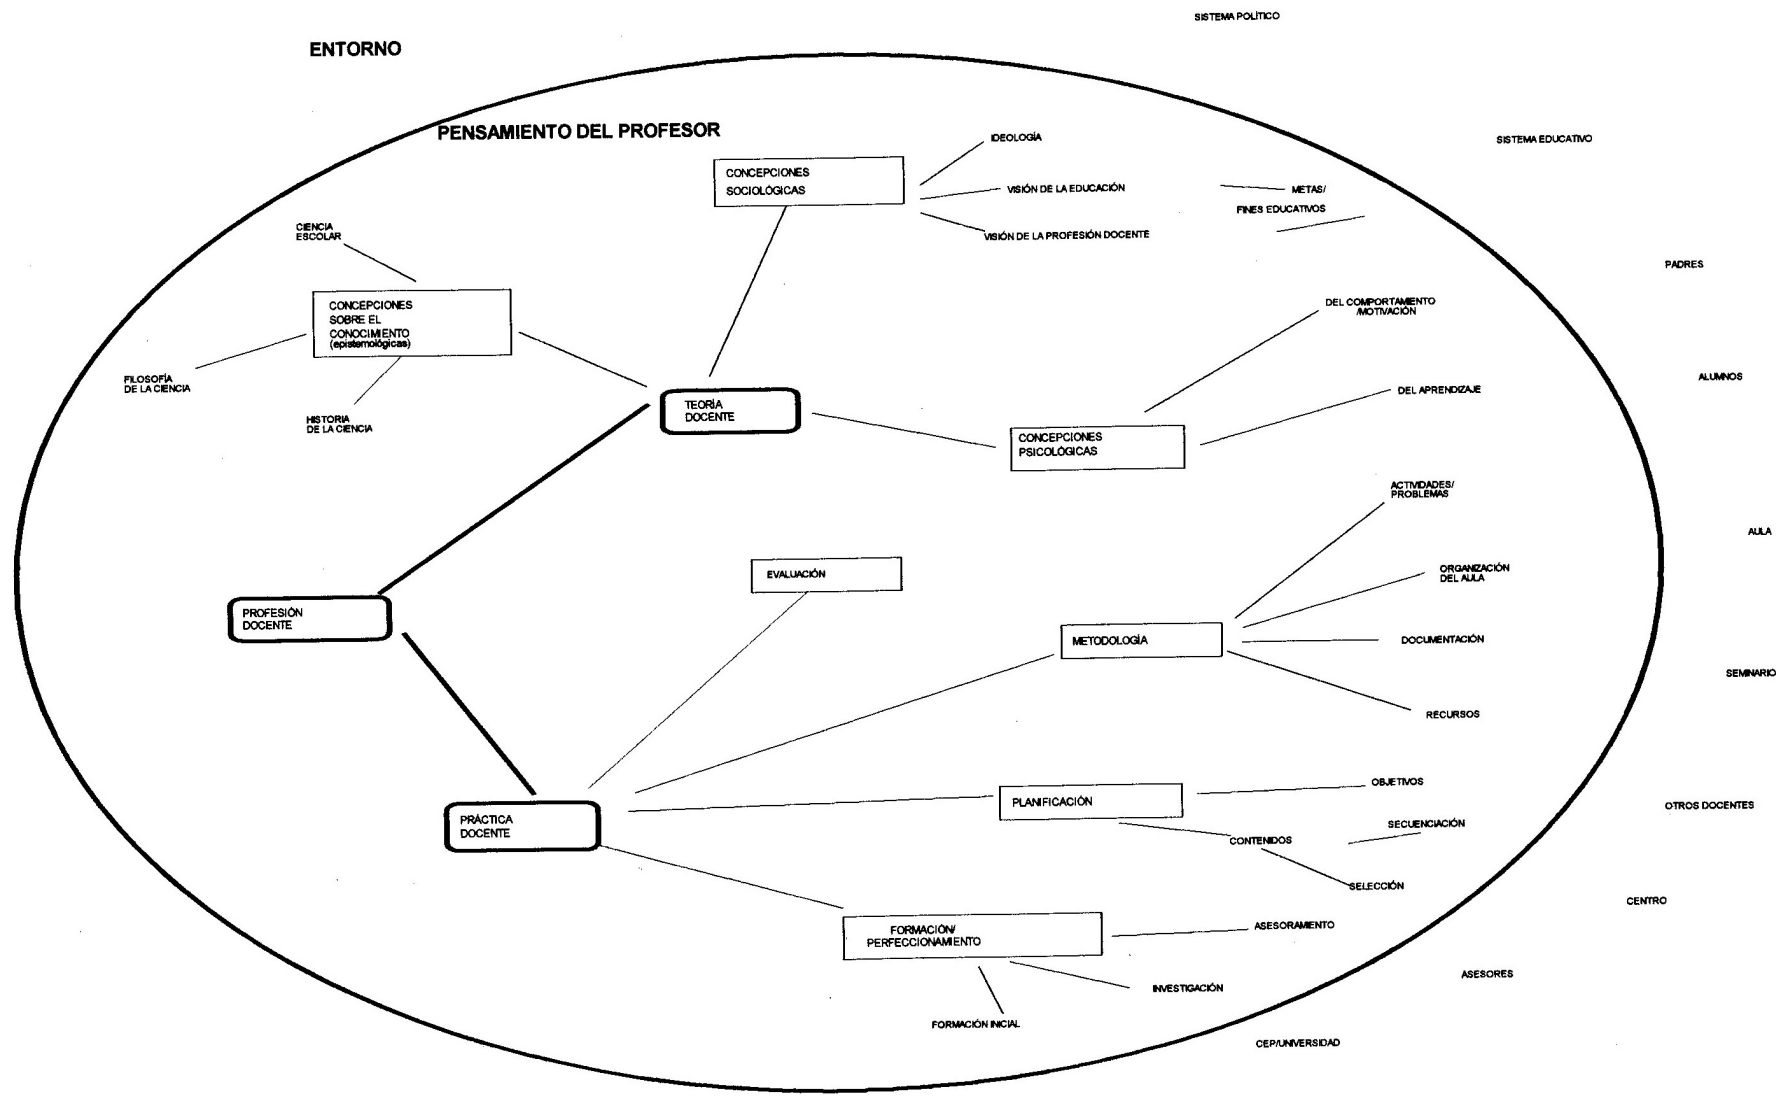 SISTEMA POLÍTICO
ENTORNO
PENSAMIENTO DEL PROFESOR
IDEOLOGÍA
SISTEMA EDUCATIVO
CONCEPCIONES
SOCIOLÓGICAS
VISIÓN DE LA EDUCACIÓN
METAS/
FINES EDUCATIVOS
VISIÓN DE LA PROFESIÓN DOCENTE
CIENCIA
ESCOLAR
PADRES
CONCEPCIONES
SOBRE EL
CONOCIMIENTO
(epistemológicas)
DEL COMPORTAMIENTO
/MOTIVACIÓN
FILOSOFÍA
DE LA CIENCIA
HISTORIA
DE LA CIENCIA
TEORÍA
DOCENTE
ALUMNOS
DEL APRENDIZAJE
CONCEPCIONES
PSICOLÓGICAS
ACTIVIDADES/
PROBLEMAS
AULA
EVALUACIÓN
ORGANIZACIÓN
DEL AULA
PROFESIÓN
DOCENTE
METODOLOGÍA
DOCUMENTACIÓN
SEMINARIO
RECURSOS
OBJETIVOS
PLANIFICACIÓN
OTROS DOCENTES
PRÁCTICA
DOCENTE
SECUENCIACIÓN
CONTENIDOS
SELECCIÓN
CENTRO
FORMACIÓN/
PERFECCIONAMIENTO
ASESORAMIENTO
ASESORES
INVESTIGACIÓN
FORMACIÓN INICIAL
CEP/UNIVERSIDAD